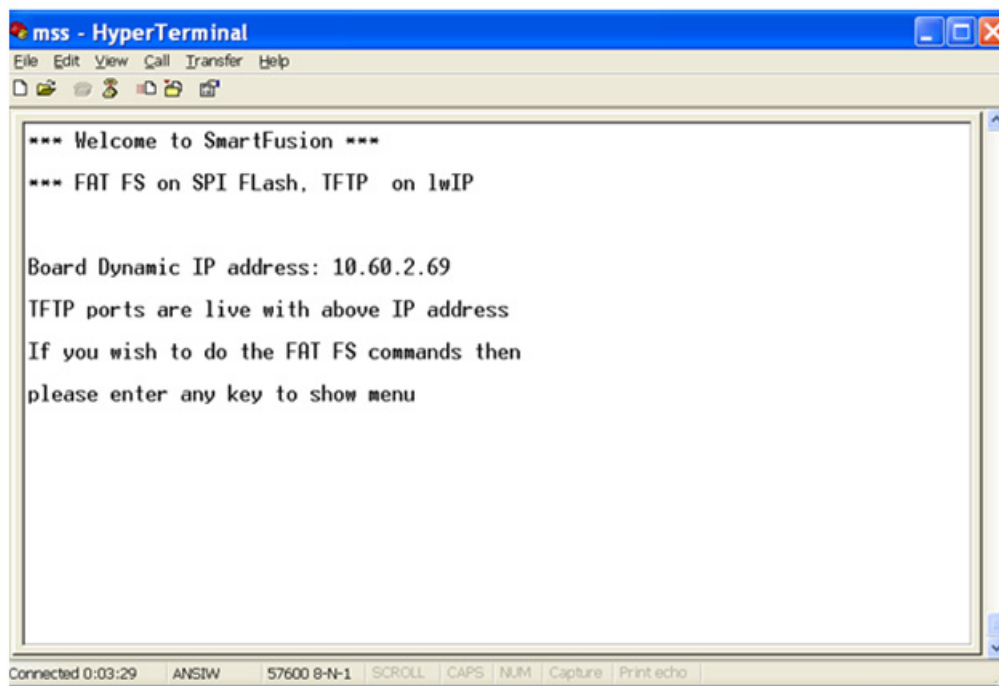 mss - HyperTerminal
File Edit View Call Transfer Help
*** Welcome to SmartFusion ***
*** FAT FS on SPI FLash, TFTP  on lwIP
Board Dynamic IP address: 10.60.2.69
TFTP ports are live with above IP address
If you wish to do the FAT FS commands then
please enter any key to show menu
Connected 0:03:29 ANSIW 57600 8-N-1 SCROLL CAPS NUM Capture Print echo